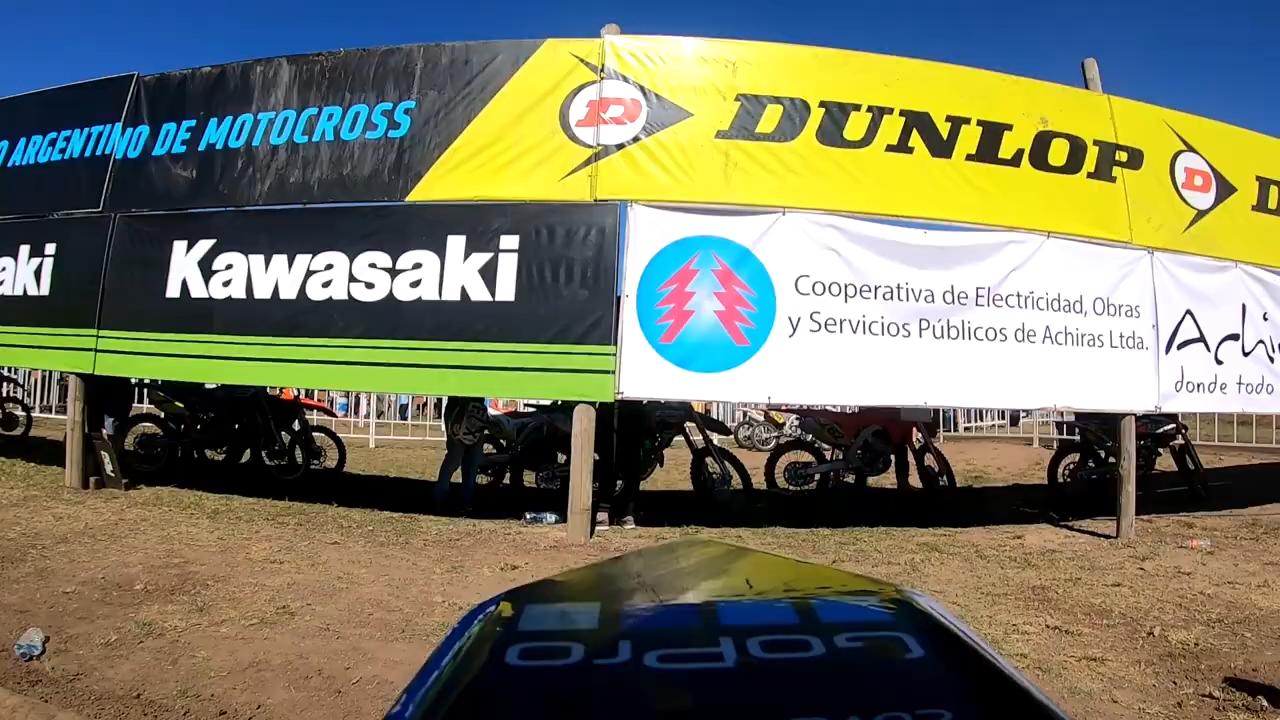 O ARGENTINO DE MOTOCROSS
D DUNLOP D D
aki
Kawasaki
Cooperativa de Electricidad, Obras
y Servicios Públicos de Achiras Ltda.
Achi
donde todo
GoPro